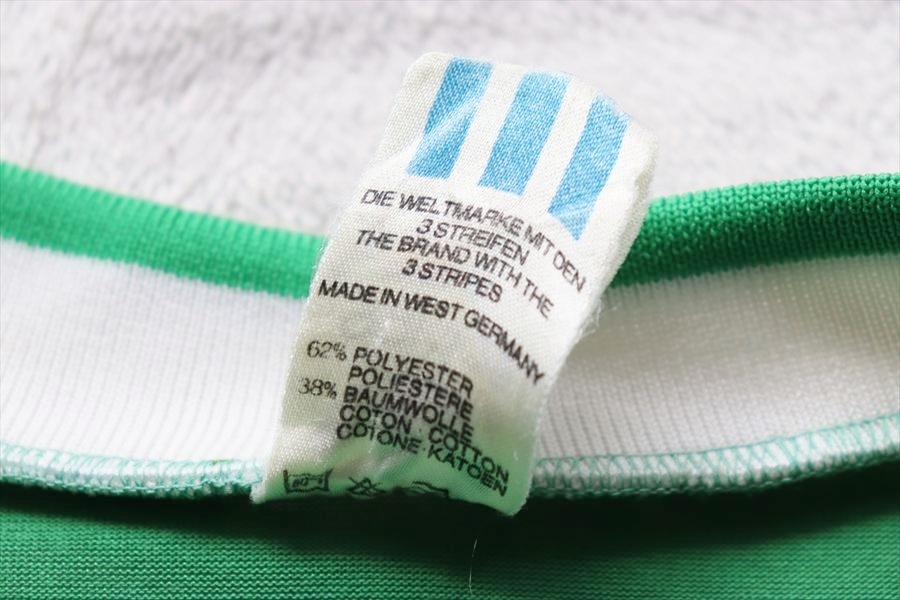 DIE WELTMARKE MIT DEN
3 STREIFEN
THE BRAND WITH THE
3 STRIPES
MADE IN WEST GERMANY
62% POLYESTER
POLIESTERE
38% BAUMWOLLE
COTON · COTTON
COTONE · KATOEN